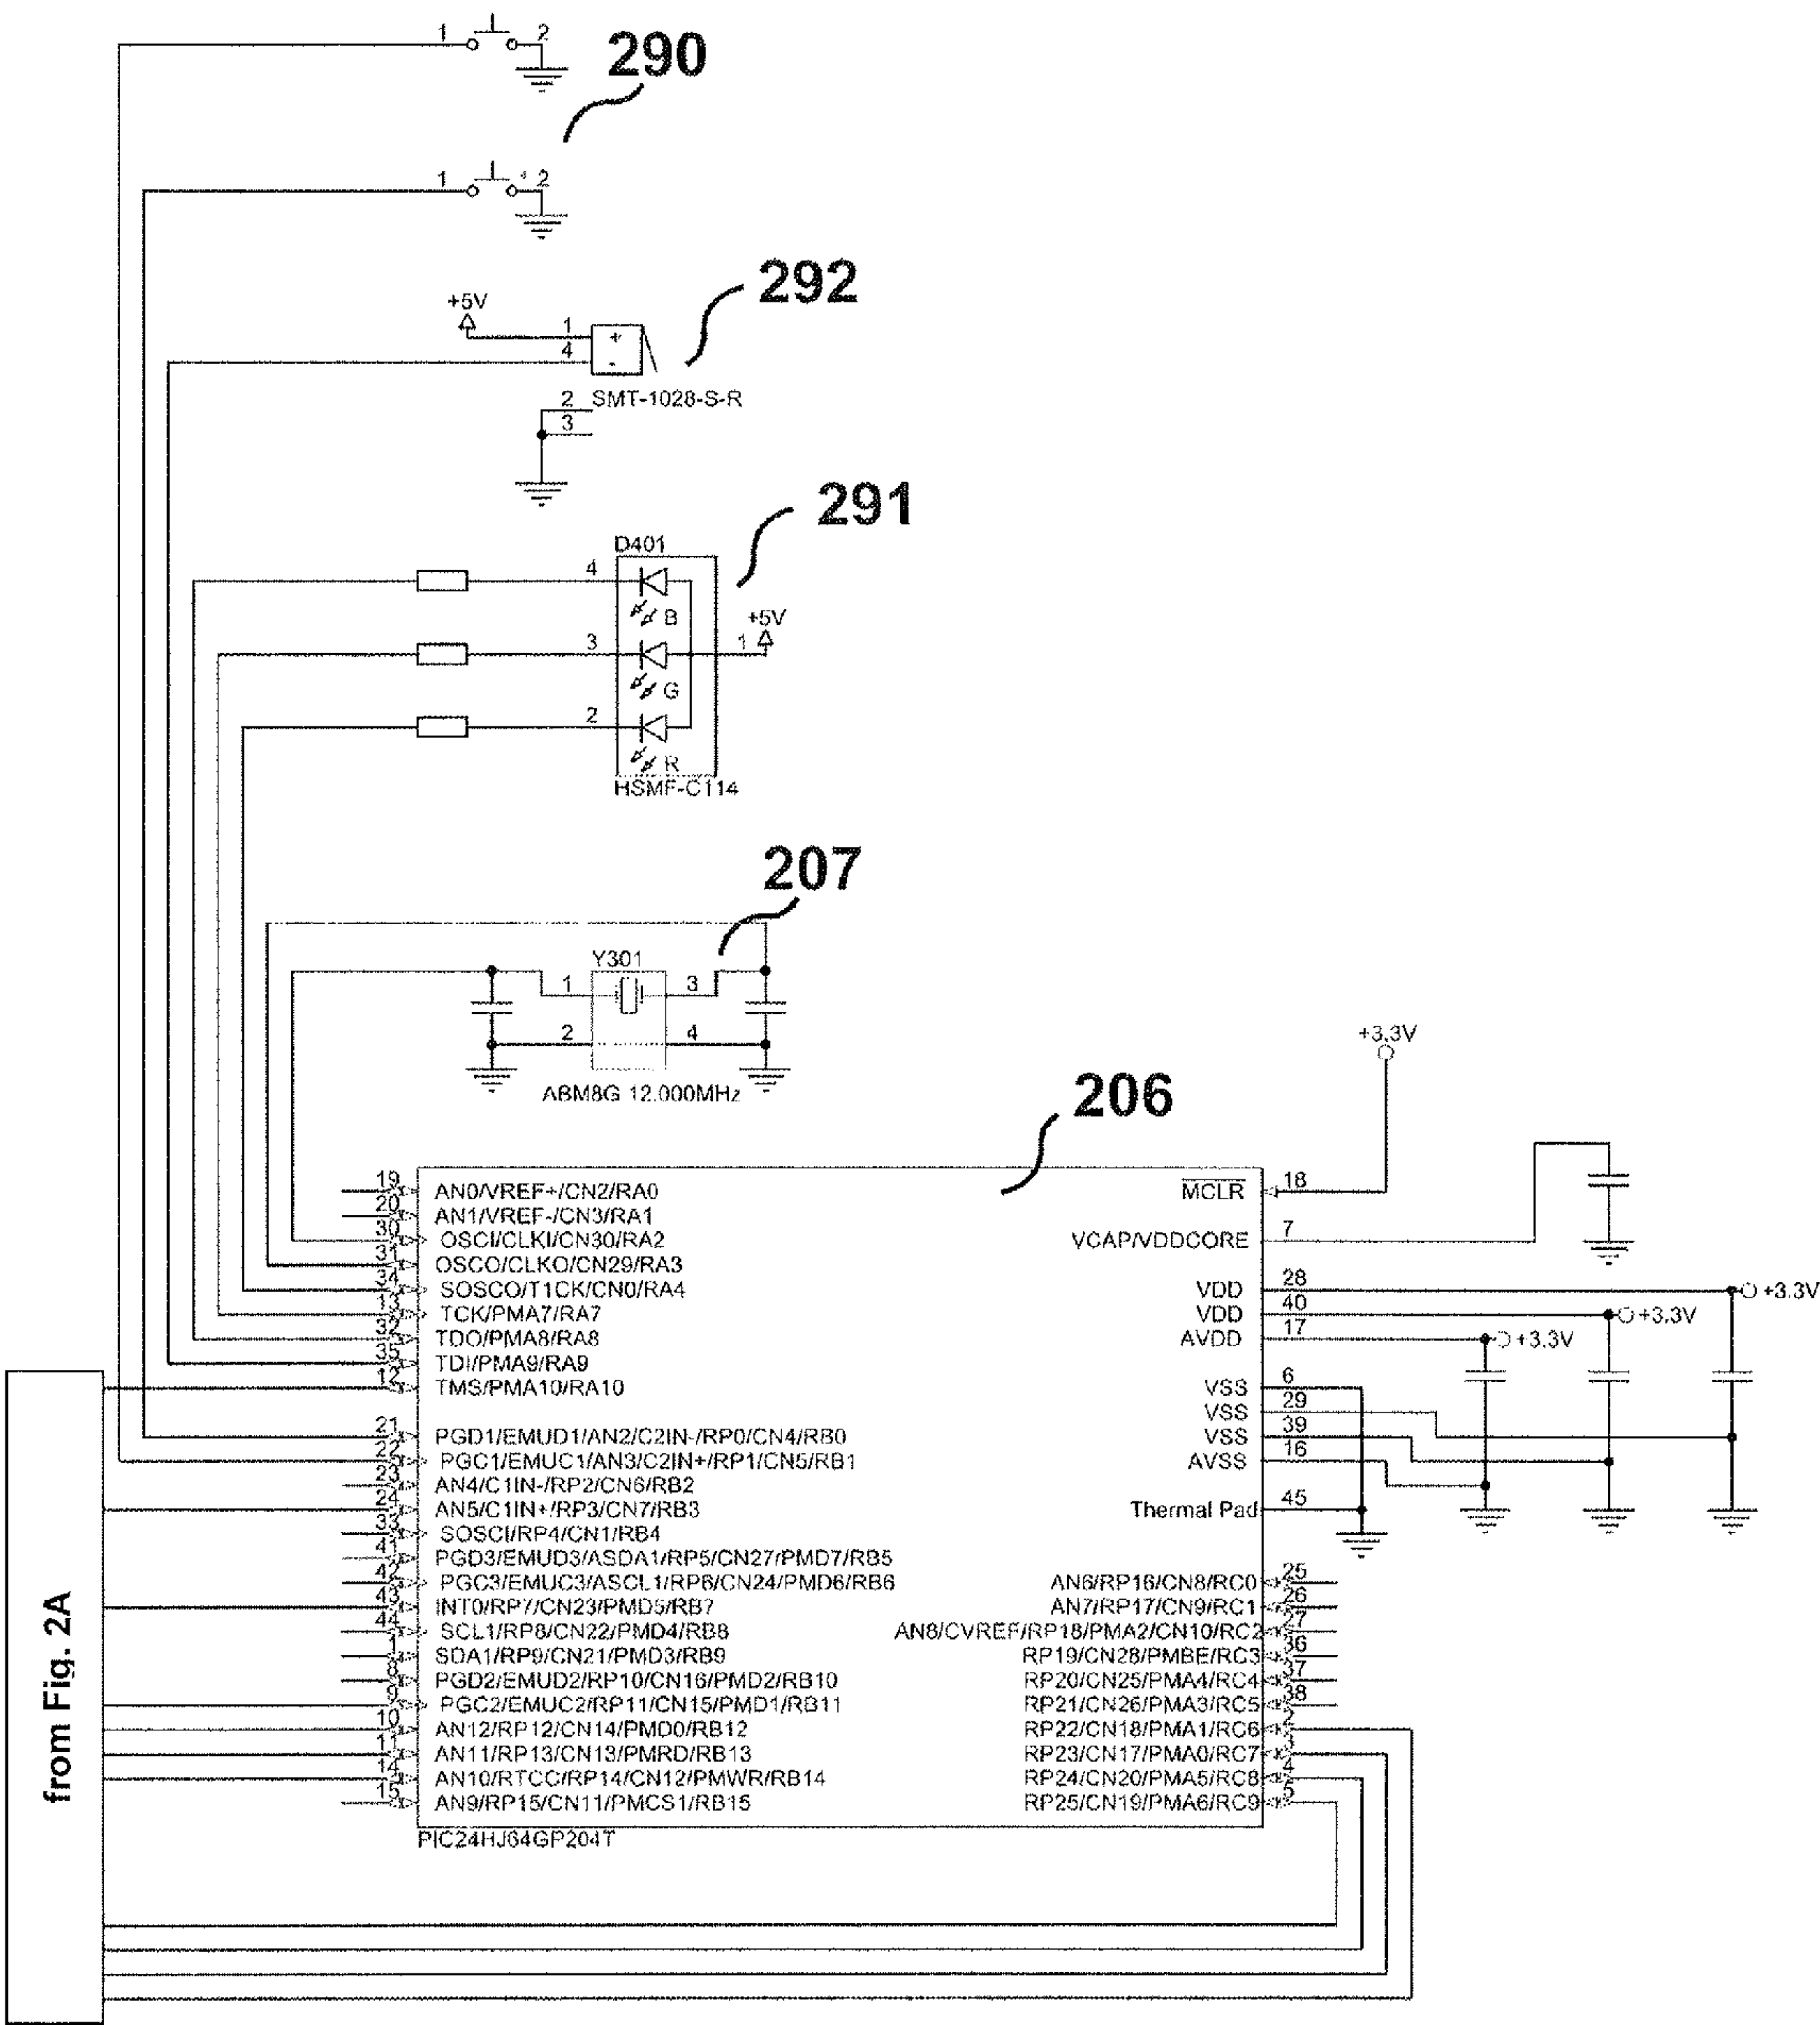 1 2
290
1 2
292
+5V
1
+
4
-
2
SMT-1028-S-R
3
291
D401
4
B
+5V
3
1
G
2
R
HSMF-C114
207
Y301
1 3
2 4
ABM8G 12.000MHz
+3.3V
206
19 AN0/VREF+/CN2/RA0
20 AN1/VREF-/CN3/RA1
30 OSCI/CLKI/CN30/RA2
31 OSCO/CLKO/CN29/RA3
34 SOSCO/T1CK/CN0/RA4
13 TCK/PMA7/RA7
32 TDO/PMA8/RA8
35 TDI/PMA9/RA9
12 TMS/PMA10/RA10
21 PGD1/EMUD1/AN2/C2IN-/RP0/CN4/RB0
22 PGC1/EMUC1/AN3/C2IN+/RP1/CN5/RB1
23 AN4/C1IN-/RP2/CN6/RB2
24 AN5/C1IN+/RP3/CN7/RB3
33 SOSCI/RP4/CN1/RB4
41 PGD3/EMUD3/ASDA1/RP5/CN27/PMD7/RB5
42 PGC3/EMUC3/ASCL1/RP6/CN24/PMD6/RB6
43 INT0/RP7/CN23/PMD5/RB7
44 SCL1/RP8/CN22/PMD4/RB8
1 SDA1/RP9/CN21/PMD3/RB9
8 PGD2/EMUD2/RP10/CN16/PMD2/RB10
9 PGC2/EMUC2/RP11/CN15/PMD1/RB11
10 AN12/RP12/CN14/PMD0/RB12
11 AN11/RP13/CN13/PMRD/RB13
14 AN10/RTCC/RP14/CN12/PMWR/RB14
15 AN9/RP15/CN11/PMCS1/RB15
MCLR 18
VCAP/VDDCORE 7
VDD 28 +3.3V
VDD 40 +3.3V
AVDD 17 +3.3V
VSS 6
VSS 29
VSS 39
AVSS 16
Thermal Pad 45
AN6/RP16/CN8/RC0 25
AN7/RP17/CN9/RC1 26
AN8/CVREF/RP18/PMA2/CN10/RC2 27
RP19/CN28/PMBE/RC3 36
RP20/CN25/PMA4/RC4 37
RP21/CN26/PMA3/RC5 38
RP22/CN18/PMA1/RC6 2
RP23/CN17/PMA0/RC7 3
RP24/CN20/PMA5/RC8 4
RP25/CN19/PMA6/RC9 5
PIC24HJ64GP204T
from Fig. 2A